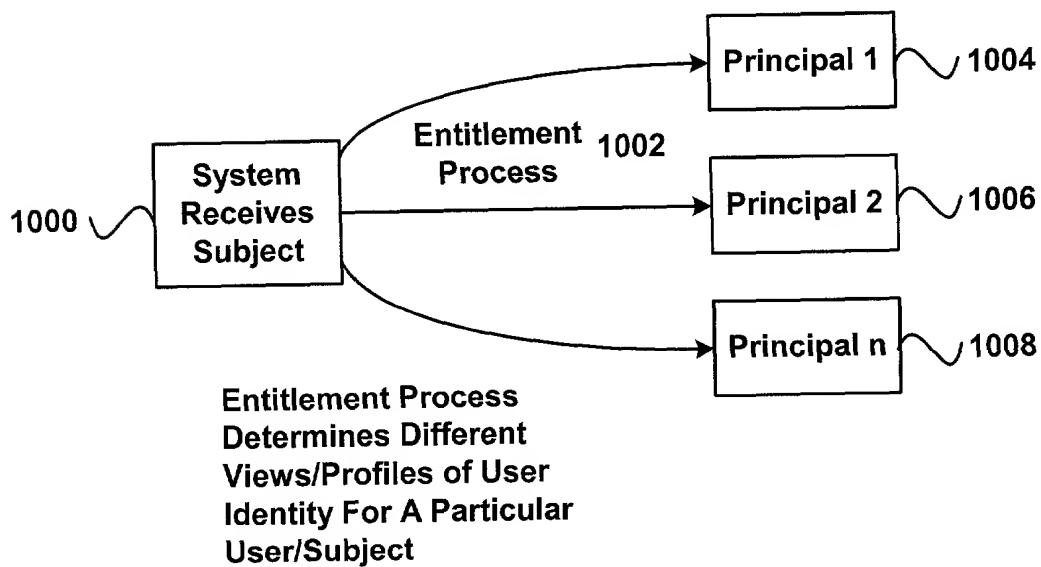 Principal 1
1004
Entitlement
Process
1002
System
Receives
Subject
1000
Principal 2
1006
Principal n
1008
Entitlement Process
Determines Different
Views/Profiles of User
Identity For A Particular
User/Subject